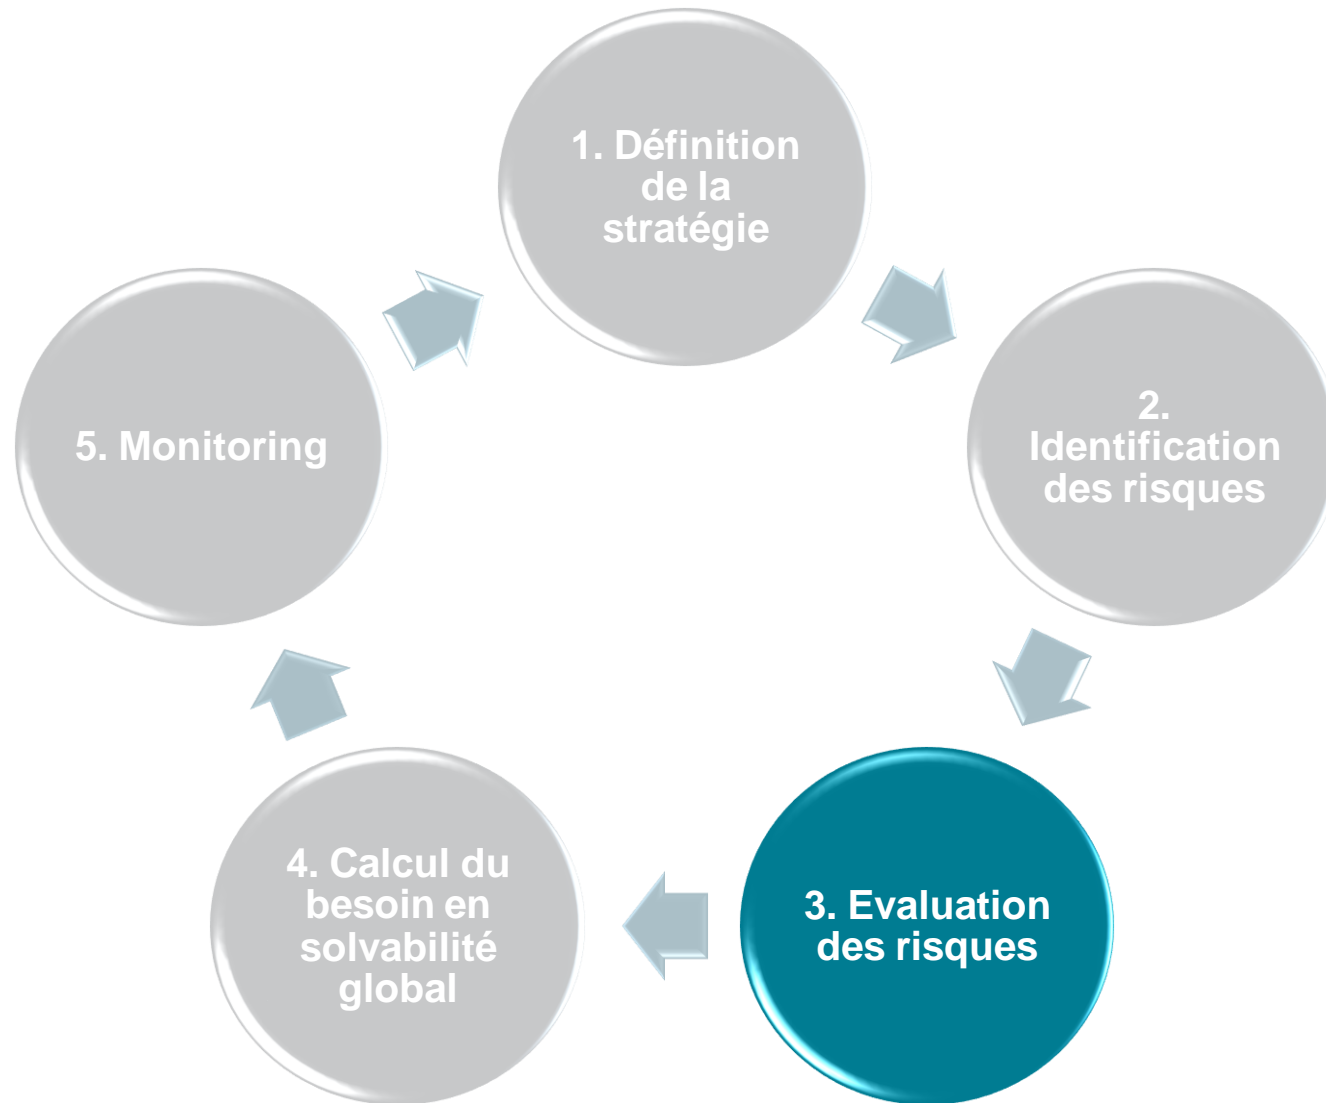 1. Définition
de la
stratégie
2.
Identification
des risques
3. Evaluation
des risques
4. Calcul du
besoin en
solvabilité
global
5. Monitoring